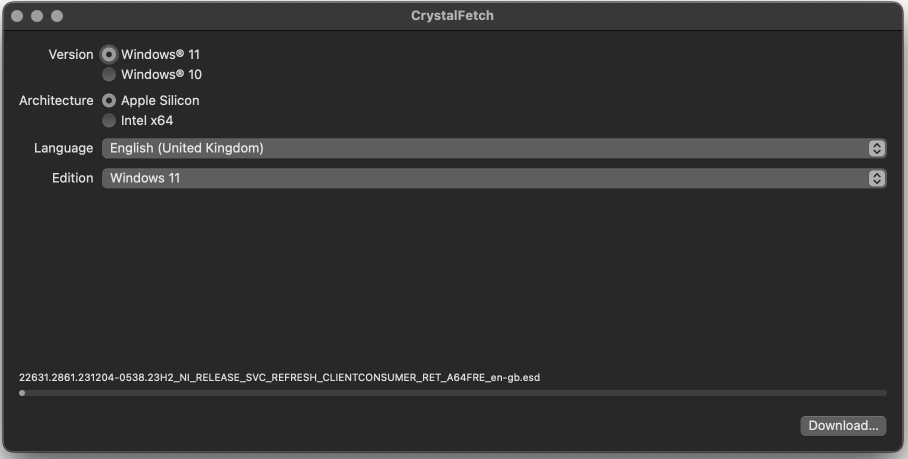 CrystalFetch
Version Windows® 11
Windows® 10
Architecture Apple Silicon
Intel x64
Language English (United Kingdom)
Edition Windows 11
22631.2861.231204-0538.23H2_NI_RELEASE_SVC_REFRESH_CLIENTCONSUMER_RET_A64FRE_en-gb.esd
Download...